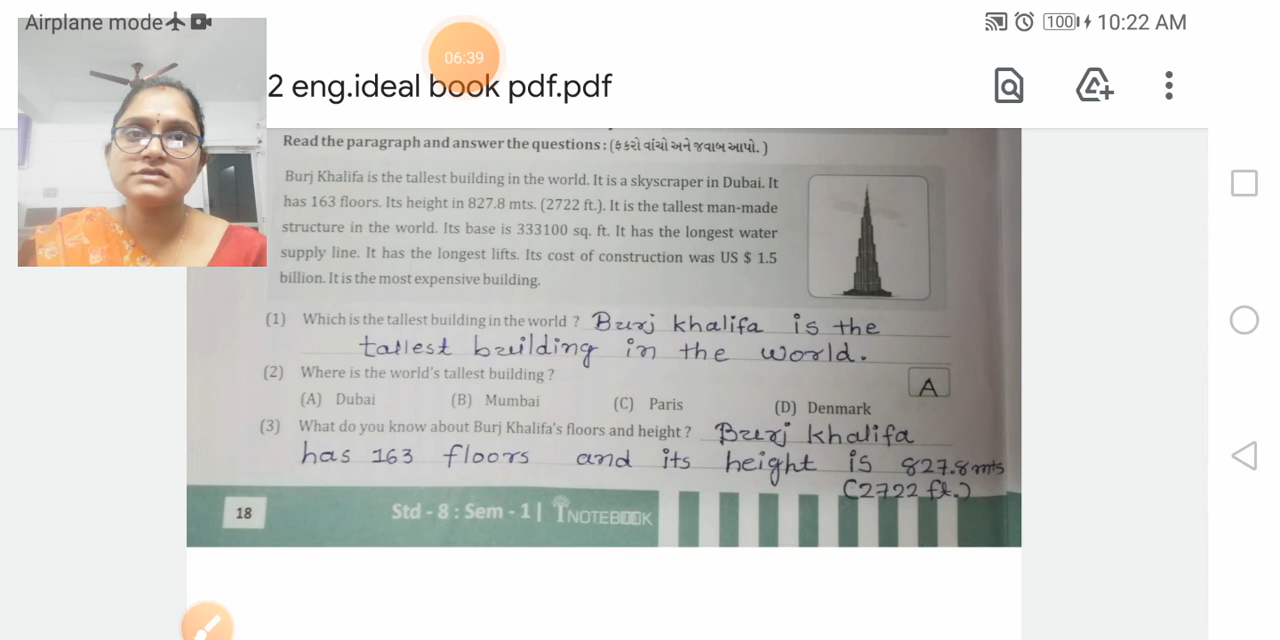 Airplane mode
100
10:22 AM
06:39
2 eng.ideal book pdf.pdf
Read the paragraph and answer the questions : (ફકરો વાંચો અને જવાબ આપો. )
Burj Khalifa is the tallest building in the world. It is a skyscraper in Dubai. It
has 163 floors. Its height in 827.8 mts. (2722 ft.). It is the tallest man-made
structure in the world. Its base is 333100 sq. ft. It has the longest water
supply line. It has the longest lifts. Its cost of construction was US $ 1.5
billion. It is the most expensive building.
(1) Which is the tallest building in the world ? Burj khalifa is the
tallest building in the world.
(2) Where is the world's tallest building ?
A
(A) Dubai (B) Mumbai (C) Paris (D) Denmark
(3) What do you know about Burj Khalifa's floors and height ? Burj khalifa
has 163 floors and its height is 827.8 mts
(2722 ft.)
18 Std - 8 : Sem - 1 | NOTEBOOK